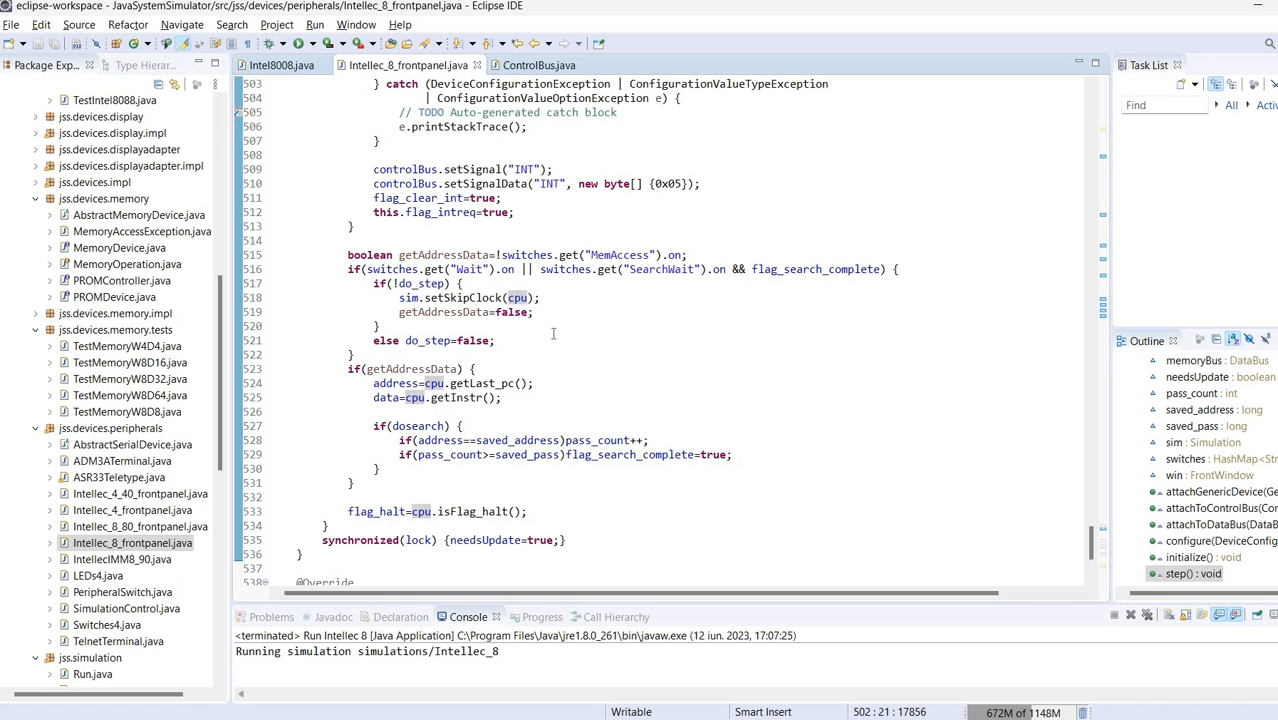 eclipse-workspace - JavaSystemSimulator/src/jss/devices/peripherals/Intellec_8_frontpanel.java - Eclipse IDE
File Edit Source Refactor Navigate Search Project Run Window Help
Package Exp... Type Hierar...
Intel8008.java Intellec_8_frontpanel.java ControlBus.java
Task List
TestIntel8088.java
jss.devices.display
jss.devices.display.impl
jss.devices.displayadapter
jss.devices.displayadapter.impl
jss.devices.impl
jss.devices.memory
AbstractMemoryDevice.java
MemoryAccessException.java
MemoryDevice.java
MemoryOperation.java
PROMController.java
PROMDevice.java
jss.devices.memory.impl
jss.devices.memory.tests
TestMemoryW4D4.java
TestMemoryW8D16.java
TestMemoryW8D32.java
TestMemoryW8D64.java
TestMemoryW8D8.java
jss.devices.peripherals
AbstractSerialDevice.java
ADM3ATerminal.java
ASR33Teletype.java
Intellec_4_40_frontpanel.java
Intellec_4_frontpanel.java
Intellec_8_80_frontpanel.java
Intellec_8_frontpanel.java
IntellecIMM8_90.java
LEDs4.java
PeripheralSwitch.java
SimulationControl.java
Switches4.java
TelnetTerminal.java
jss.simulation
Run.java
503 } catch (DeviceConfigurationException | ConfigurationValueTypeException
504 | ConfigurationValueOptionException e) {
505 // TODO Auto-generated catch block
506 e.printStackTrace();
507 }
508
509 controlBus.setSignal("INT");
510 controlBus.setSignalData("INT", new byte[] {0x05});
511 flag_clear_int=true;
512 this.flag_intreq=true;
513 }
514
515 boolean getAddressData=!switches.get("MemAccess").on;
516 if(switches.get("Wait").on || switches.get("SearchWait").on && flag_search_complete) {
517 if(!do_step) {
518 sim.setSkipClock(cpu);
519 getAddressData=false;
520 }
521 else do_step=false;
522 }
523 if(getAddressData) {
524 address=cpu.getLast_pc();
525 data=cpu.getInstr();
526
527 if(dosearch) {
528 if(address==saved_address)pass_count++;
529 if(pass_count>=saved_pass)flag_search_complete=true;
530 }
531 }
532
533 flag_halt=cpu.isFlag_halt();
534 }
535 synchronized(lock) {needsUpdate=true;}
536 }
537
538 @Override
Find All Activ
Outline
memoryBus : DataBus
needsUpdate : boolean
pass_count : int
saved_address : long
saved_pass : long
sim : Simulation
switches : HashMap<St
win : FrontWindow
attachGenericDevice(Ge
attachToControlBus(Con
attachToDataBus(DataB
configure(DeviceConfig
initialize() : void
step() : void
Problems Javadoc Declaration Console Progress Call Hierarchy
<terminated> Run Intellec 8 [Java Application] C:\Program Files\Java\jre1.8.0_261\bin\javaw.exe (12 iun. 2023, 17:07:25)
Running simulation simulations/Intellec_8
Writable Smart Insert 502 : 21 : 17856 672M of 1148M